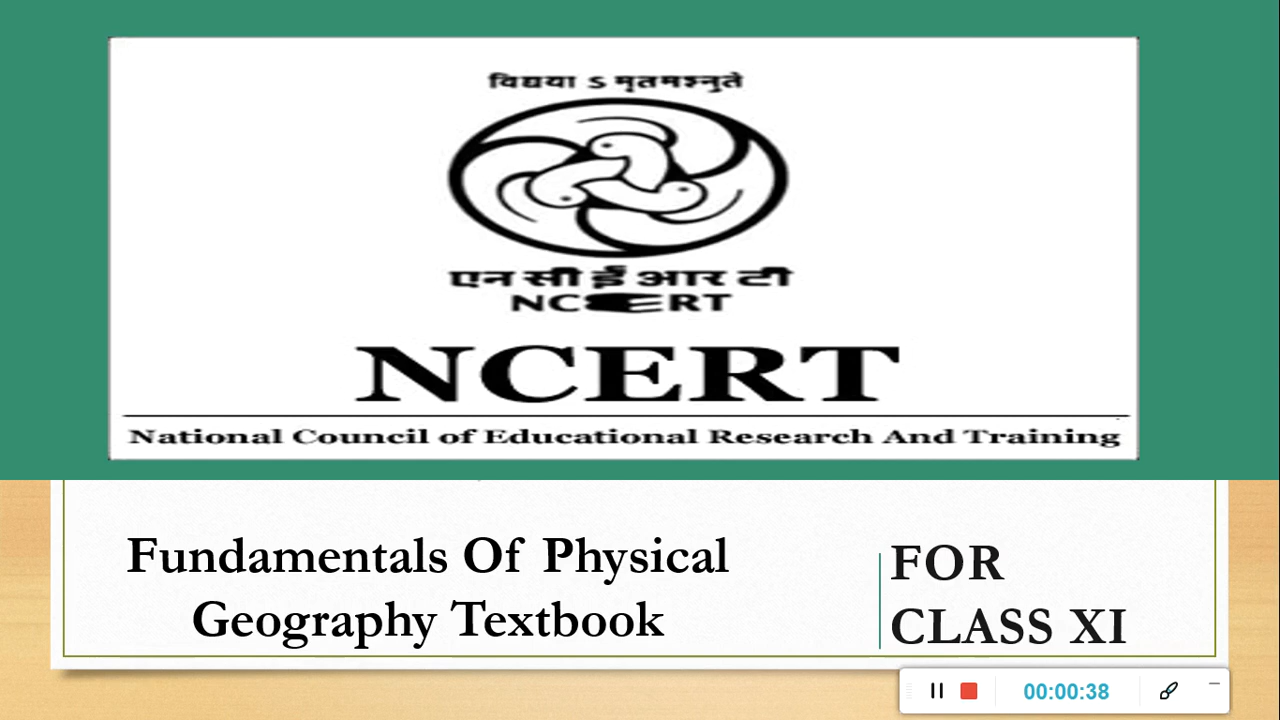 विद्यया ऽ मृतमश्नुते
एन सी ई आर टी
NCERT
NCERT
National Council of Educational Research And Training
Fundamentals Of Physical
Geography Textbook
FOR
CLASS XI
00:00:38